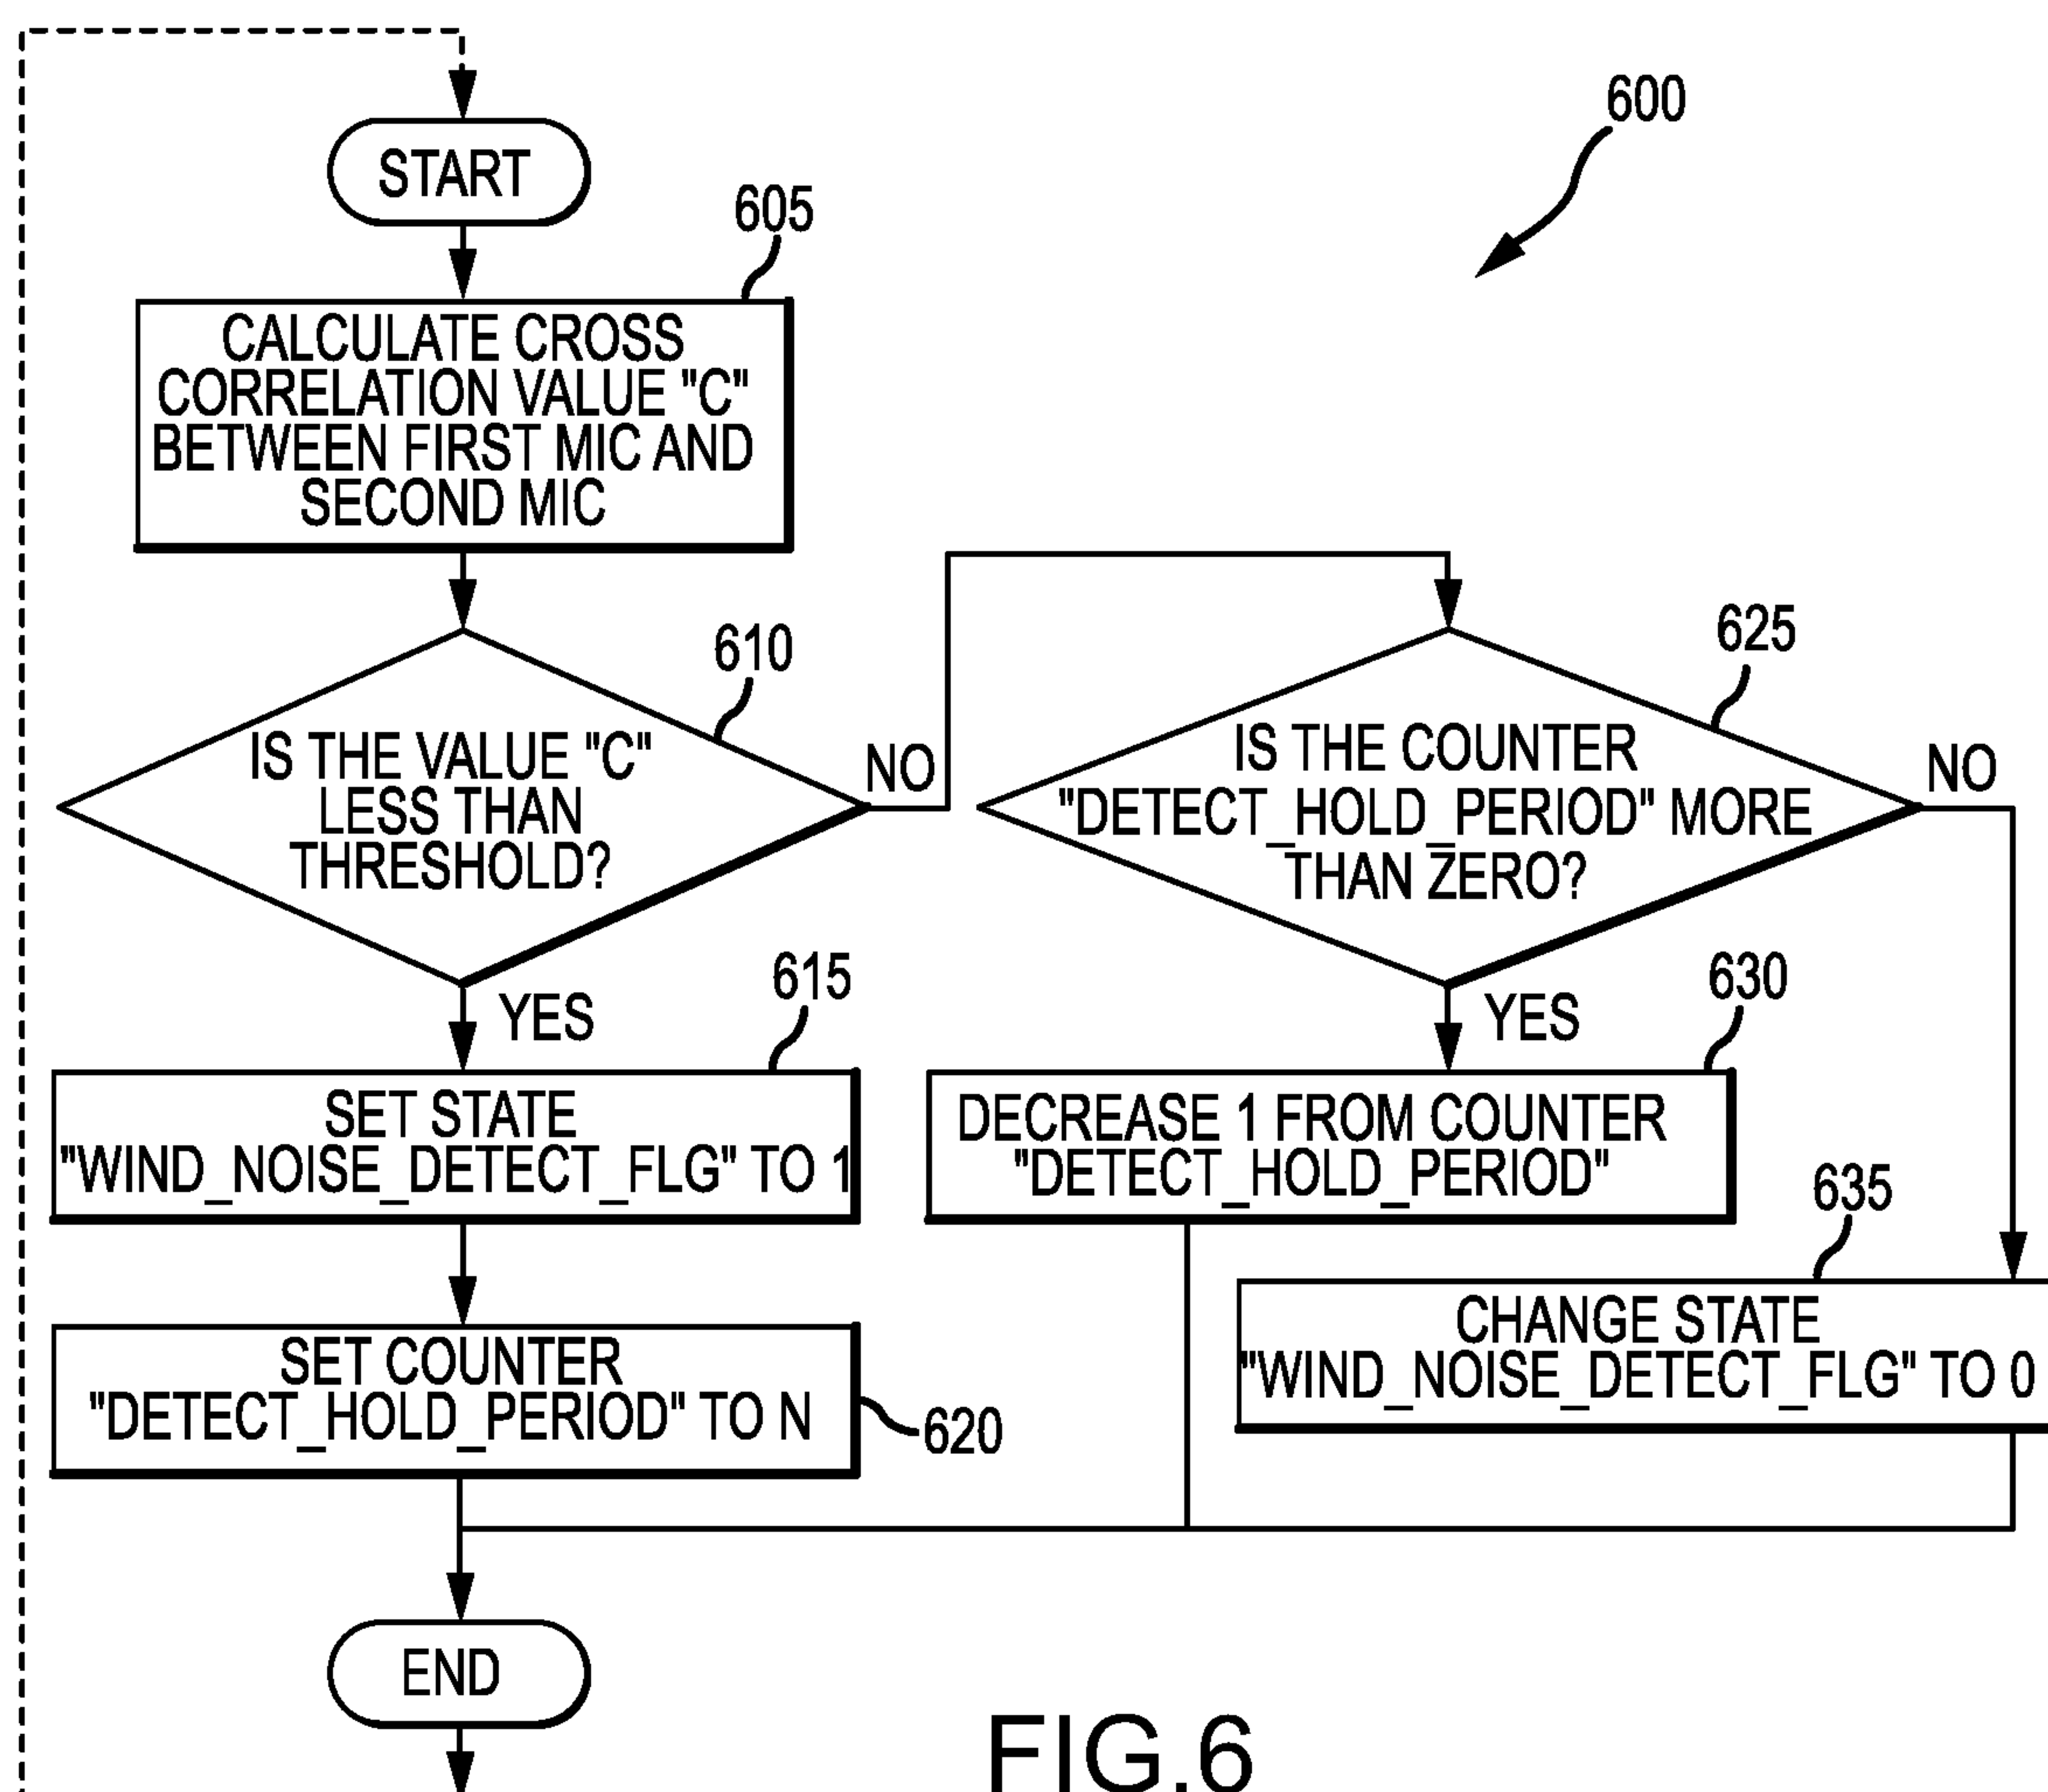 600
START
605
CALCULATE CROSS
CORRELATION VALUE "C"
BETWEEN FIRST MIC AND
SECOND MIC
610
IS THE VALUE "C"
LESS THAN
THRESHOLD?
NO
YES
615
SET STATE
"WIND_NOISE_DETECT_FLG" TO 1
SET COUNTER
"DETECT_HOLD_PERIOD" TO N
620
625
IS THE COUNTER
"DETECT_HOLD_PERIOD" MORE
THAN ZERO?
NO
YES
630
DECREASE 1 FROM COUNTER
"DETECT_HOLD_PERIOD"
635
CHANGE STATE
"WIND_NOISE_DETECT_FLG" TO 0
END
FIG.6